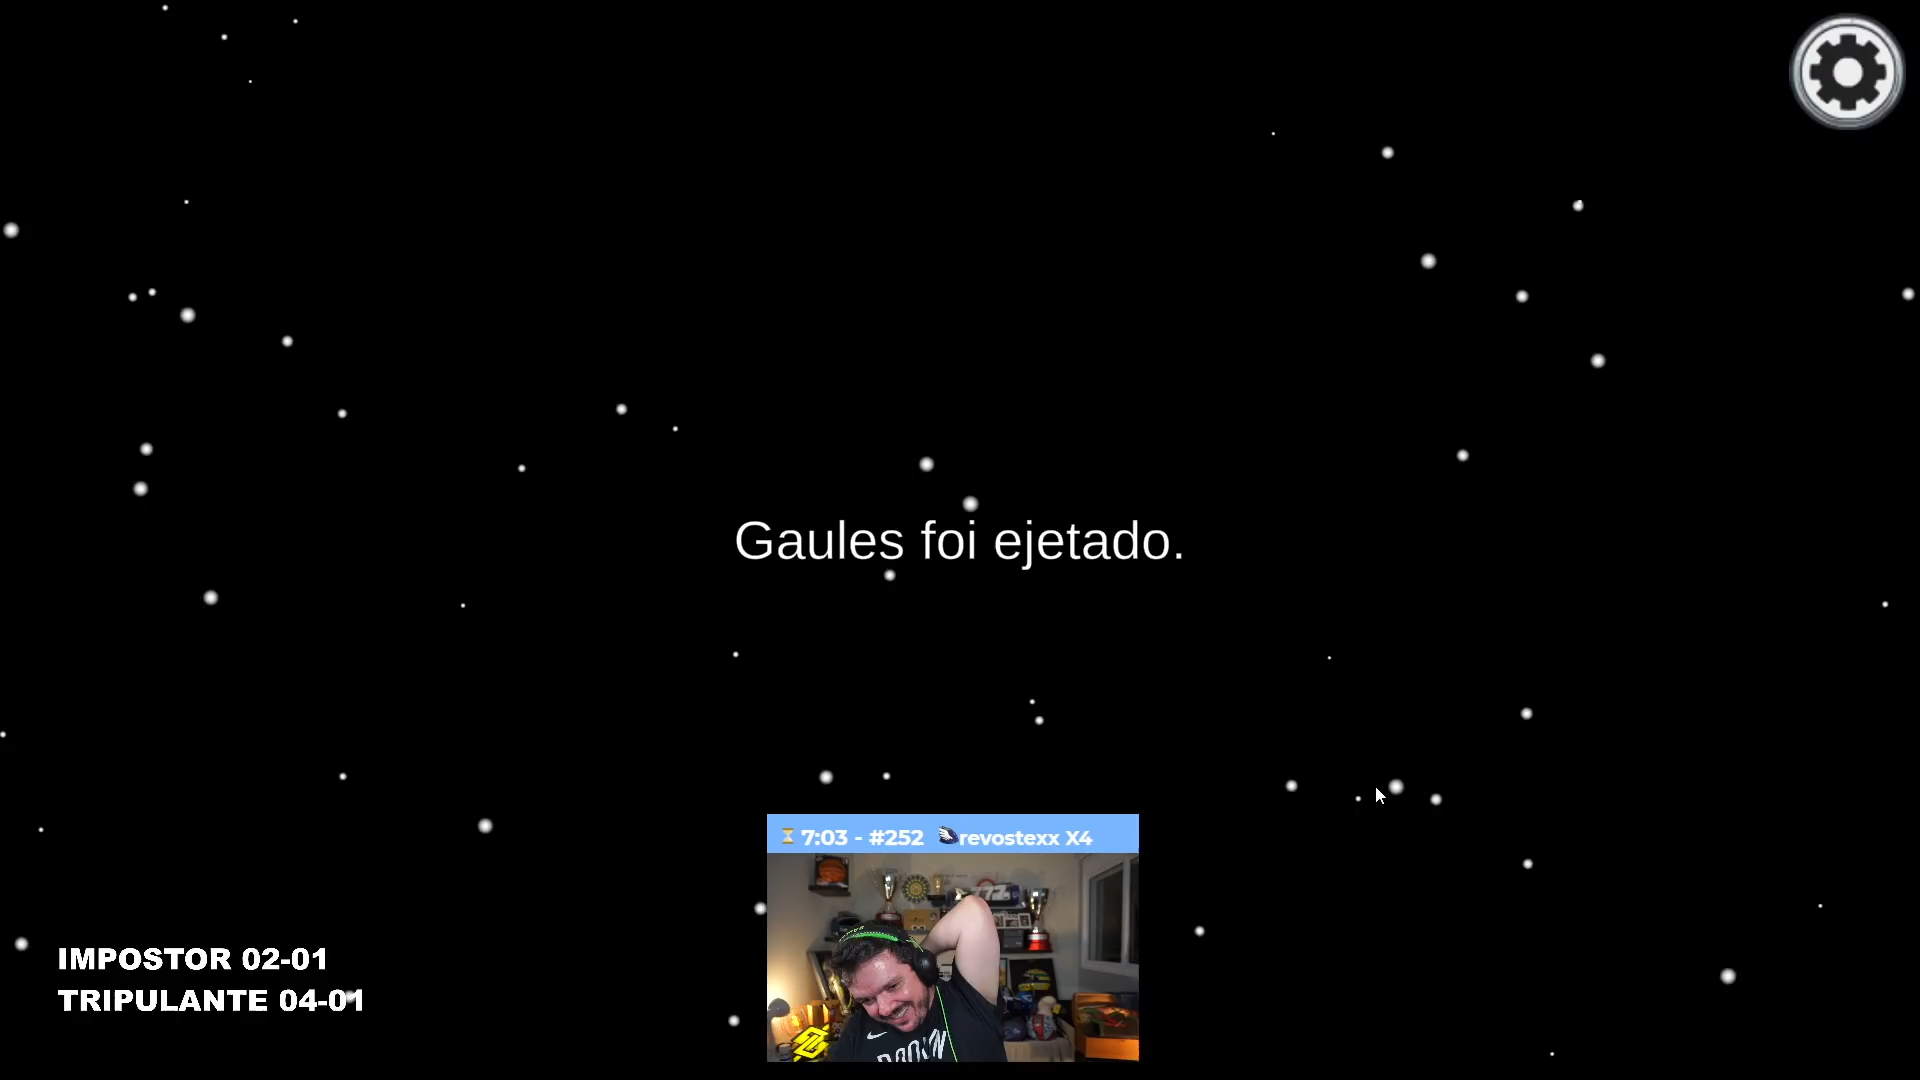 Gaules foi ejetado.
7:03 - #252 revostexx X4
IMPOSTOR 02-01
TRIPULANTE 04-01